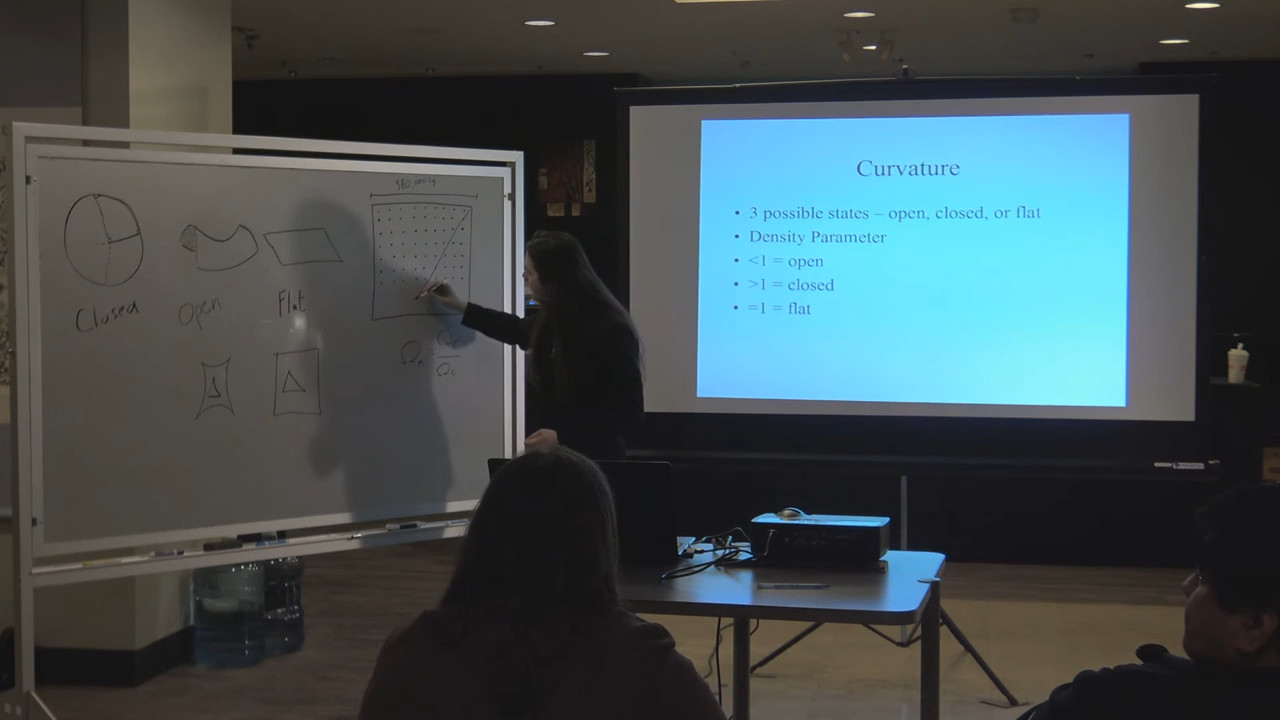 Closed
Open
Flat
Curvature
• 3 possible states – open, closed, or flat
• Density Parameter
• <1 = open
• >1 = closed
• =1 = flat